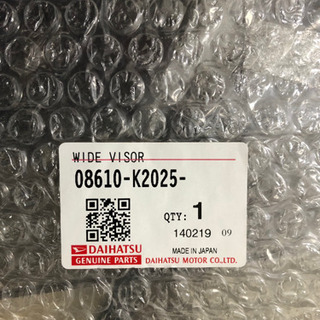 WIDE VISOR
08610-K2025-
QTY: 1
140219 09
DAIHATSU
GENUINE PARTS
MADE IN JAPAN
DAIHATSU MOTOR CO.,LTD.